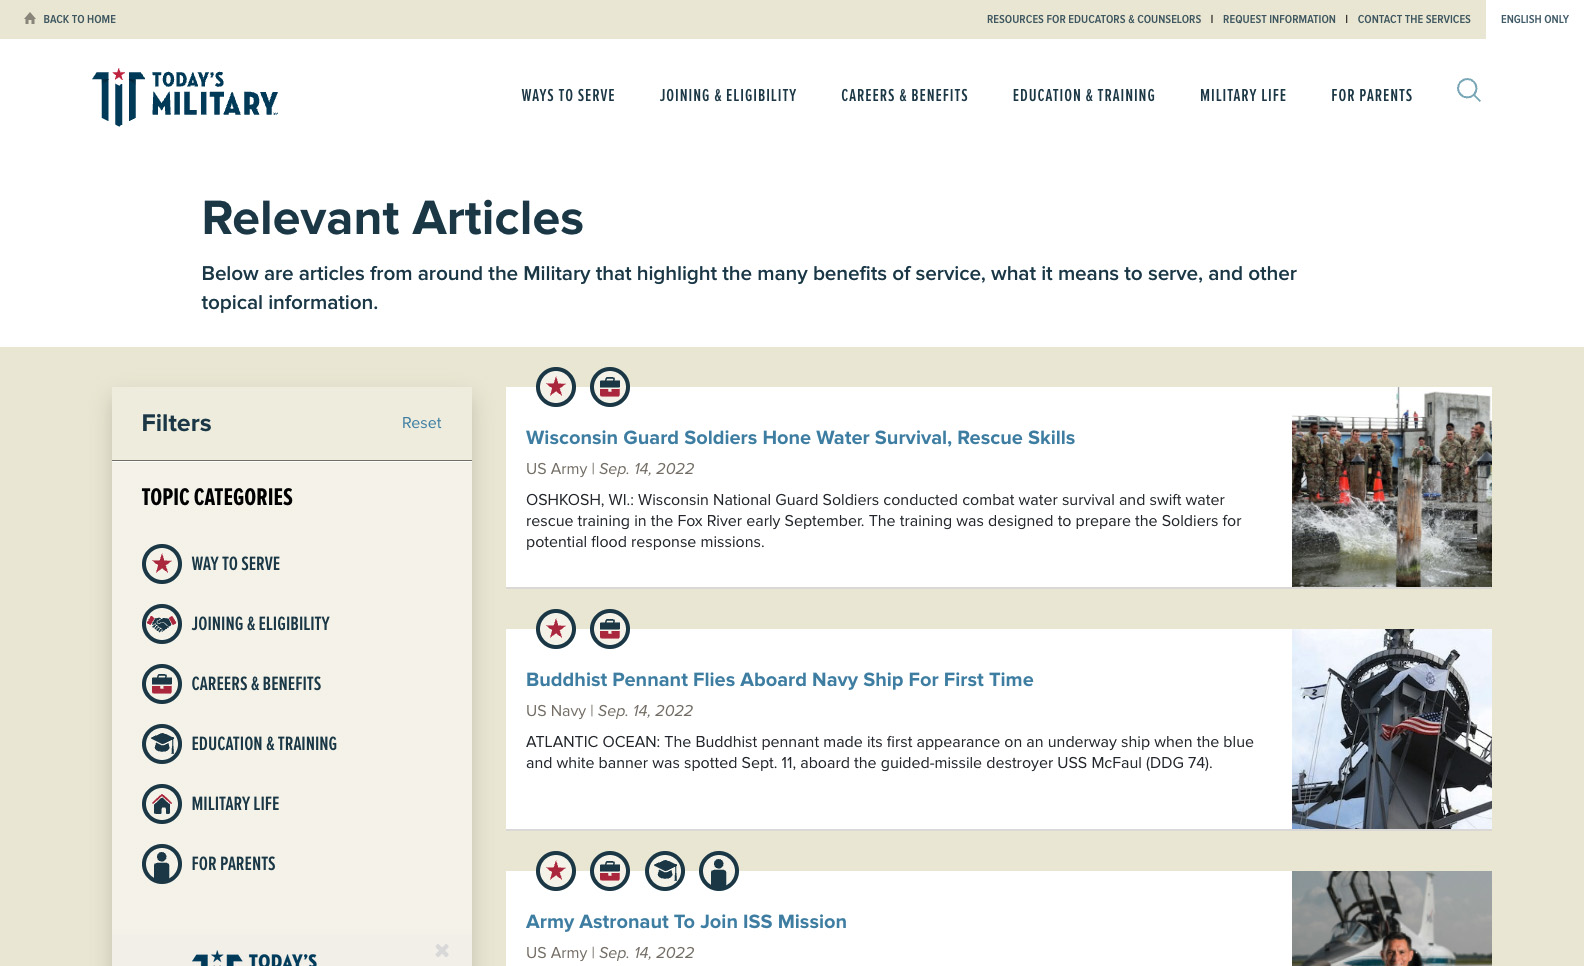 BACK TO HOME
RESOURCES FOR EDUCATORS & COUNSELORS | REQUEST INFORMATION | CONTACT THE SERVICES
ENGLISH ONLY
TODAY'S
MILITARY
WAYS TO SERVE
JOINING & ELIGIBILITY
CAREERS & BENEFITS
EDUCATION & TRAINING
MILITARY LIFE
FOR PARENTS
Relevant Articles
Below are articles from around the Military that highlight the many benefits of service, what it means to serve, and other
topical information.
Filters
Reset
TOPIC CATEGORIES
WAY TO SERVE
JOINING & ELIGIBILITY
CAREERS & BENEFITS
EDUCATION & TRAINING
MILITARY LIFE
FOR PARENTS
TODAY'S
Wisconsin Guard Soldiers Hone Water Survival, Rescue Skills
US Army | Sep. 14, 2022
OSHKOSH, WI.: Wisconsin National Guard Soldiers conducted combat water survival and swift water
rescue training in the Fox River early September. The training was designed to prepare the Soldiers for
potential flood response missions.
Buddhist Pennant Flies Aboard Navy Ship For First Time
US Navy | Sep. 14, 2022
ATLANTIC OCEAN: The Buddhist pennant made its first appearance on an underway ship when the blue
and white banner was spotted Sept. 11, aboard the guided-missile destroyer USS McFaul (DDG 74).
Army Astronaut To Join ISS Mission
US Army | Sep. 14, 2022